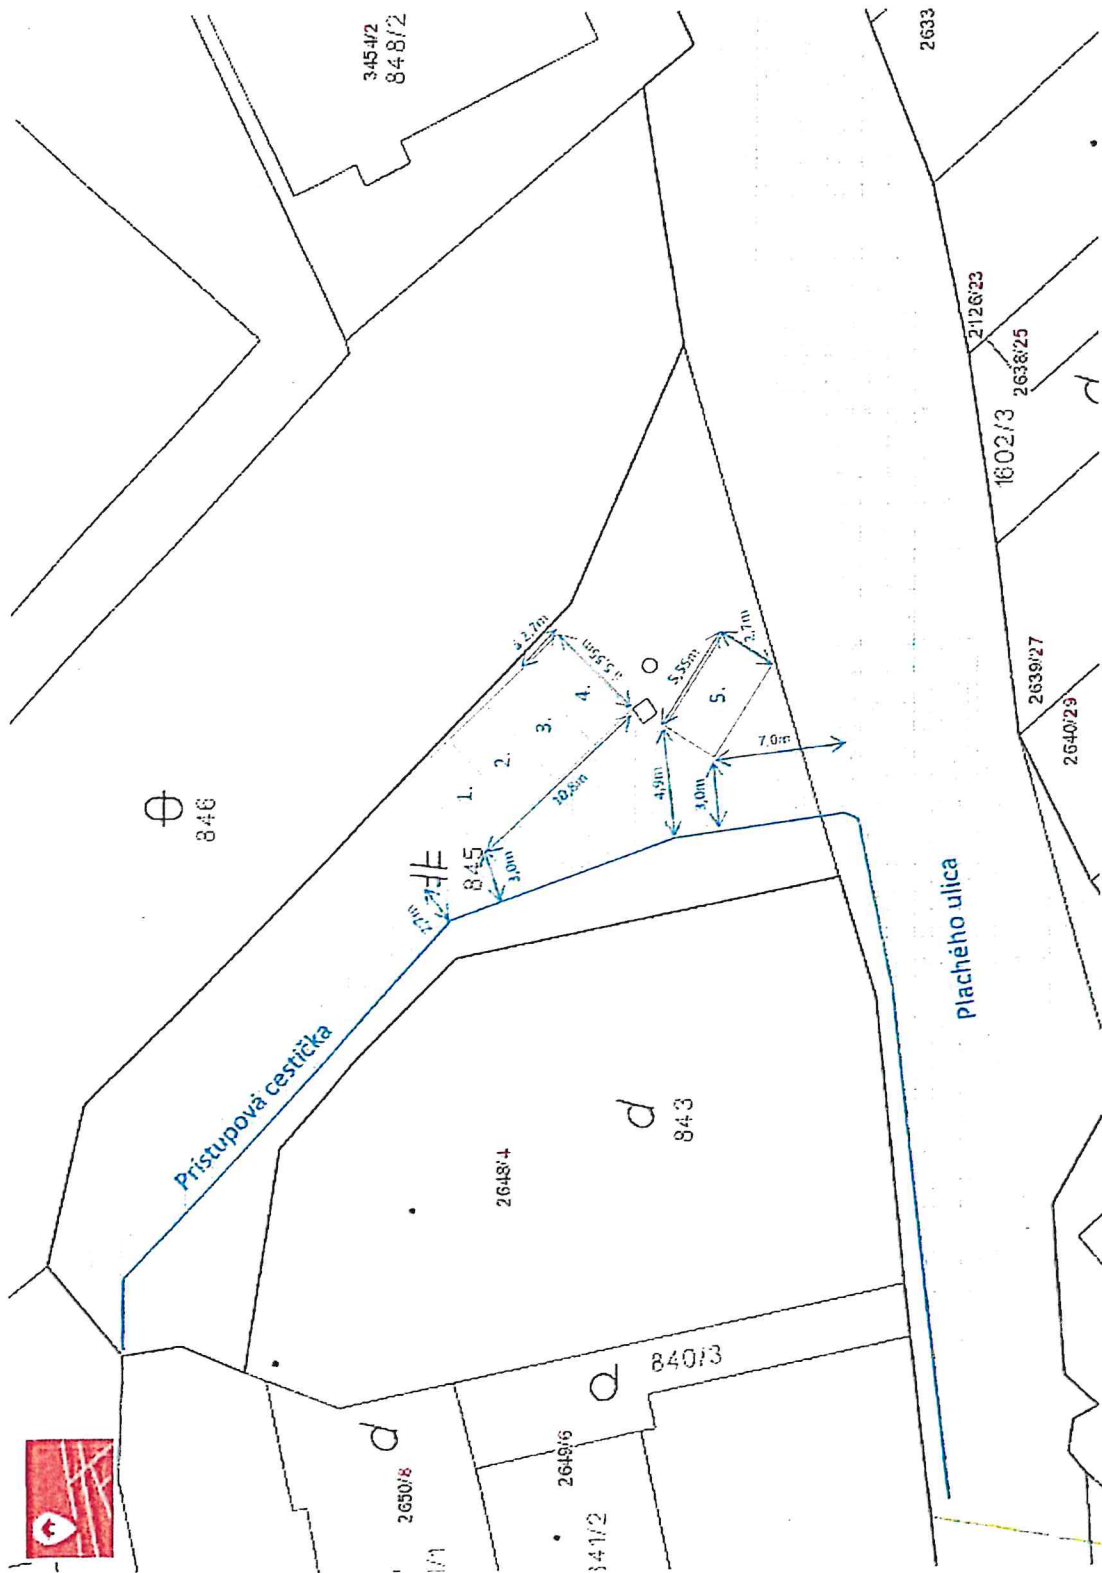 3454/2
848/2
2633
846
2126/23
2638/25
1602/3
2639/27
2640/29
á 2,7m
á 5,55m
1.
2.
3.
4.
10,8m
5,55m
2,7m
5.
4,9m
3,0m
7,0m
845
3,0m
2,7m
Prístupová cestička
Plachého ulica
2648/4
843
840/3
2650/8
2649/6